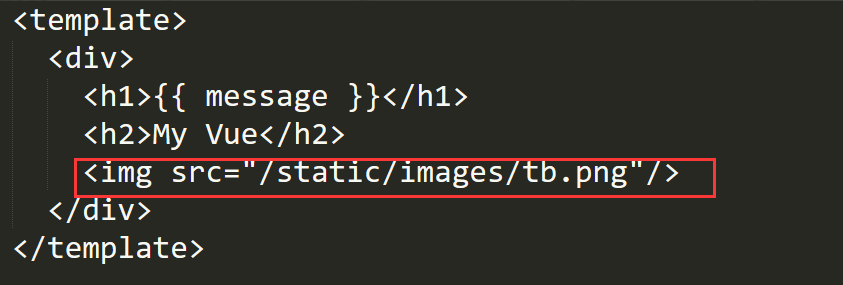 <template>
  <div>
    <h1>{{ message }}</h1>
    <h2>My Vue</h2>
    <img src="/static/images/tb.png"/>
  </div>
</template>